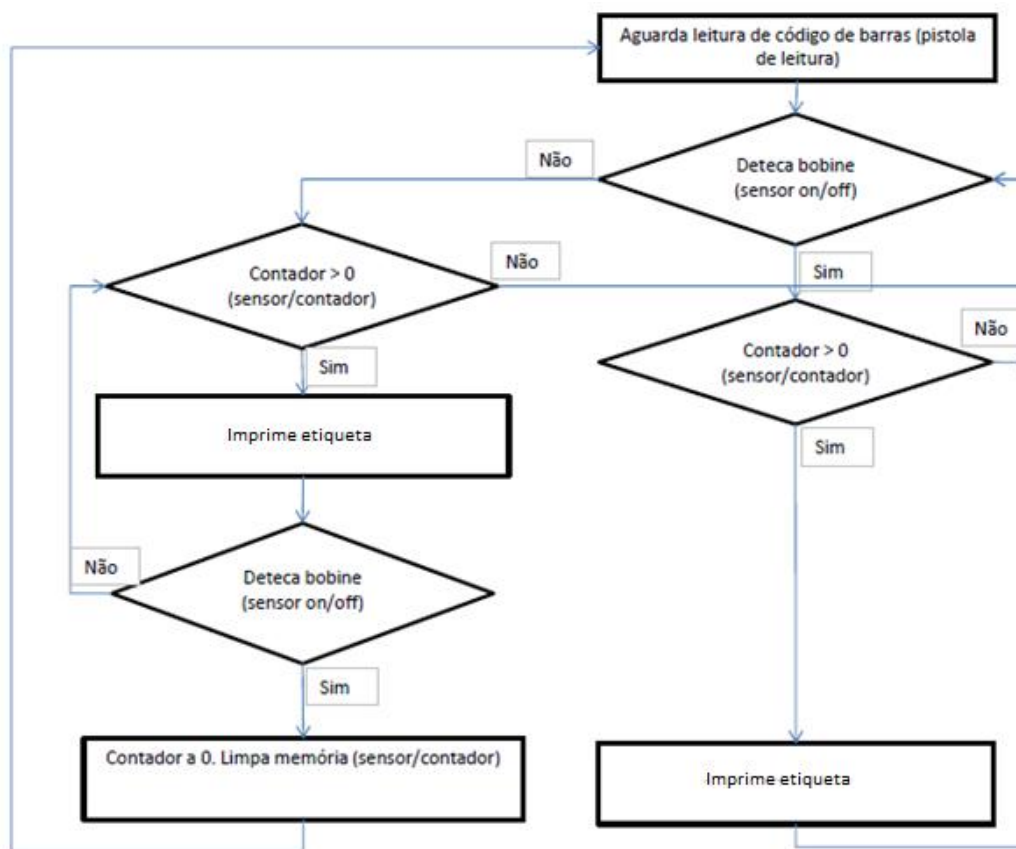 Aguarda leitura de código de barras (pistola
de leitura)
Não
Deteca bobine
(sensor on/off)
Contador > 0
(sensor/contador)
Não
Sim
Não
Contador > 0
(sensor/contador)
Sim
Imprime etiqueta
Sim
Não
Deteca bobine
(sensor on/off)
Sim
Contador a 0. Limpa memória (sensor/contador)
Imprime etiqueta